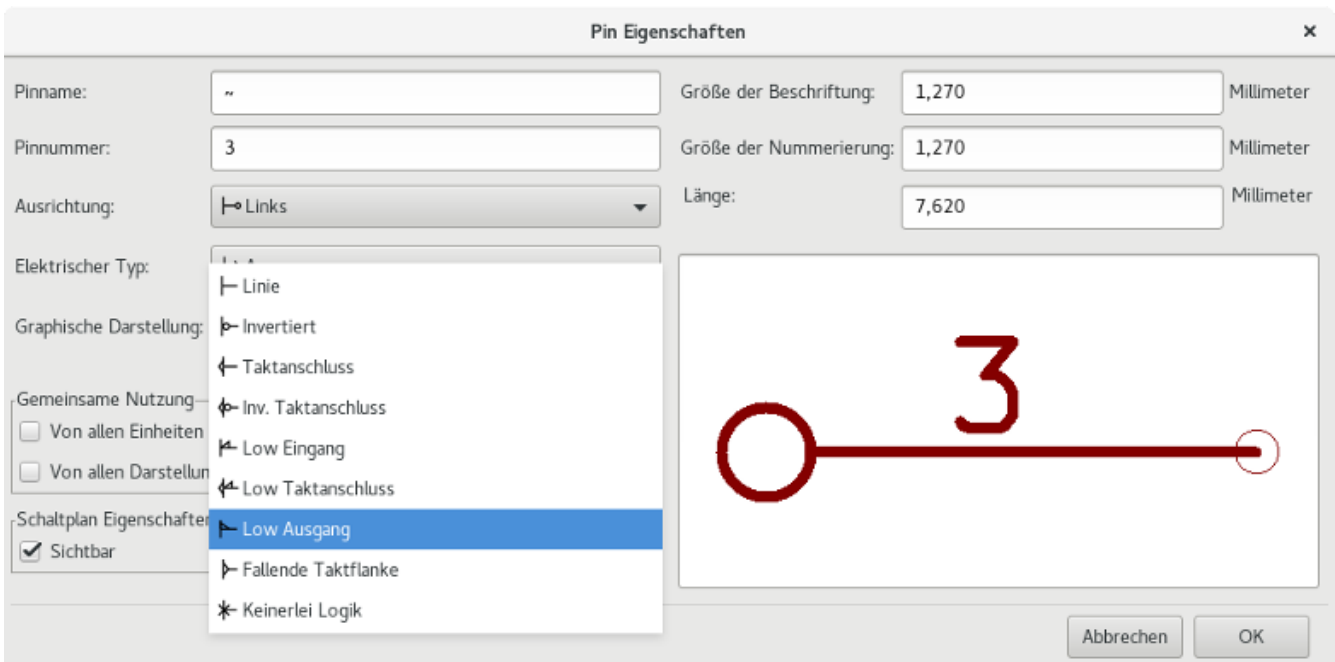 Pin Eigenschaften
Pinname:
~
Größe der Beschriftung:
1,270
Millimeter
Pinnummer:
3
Größe der Nummerierung:
1,270
Millimeter
Ausrichtung:
Links
Länge:
7,620
Millimeter
Elektrischer Typ:
Graphische Darstellung:
Linie
Invertiert
Taktanschluss
Inv. Taktanschluss
Low Eingang
Low Taktanschluss
Low Ausgang
Fallende Taktflanke
Keinerlei Logik
Gemeinsame Nutzung
Von allen Einheiten
Von allen Darstellun
Schaltplan Eigenschaften
Sichtbar
3
Abbrechen
OK